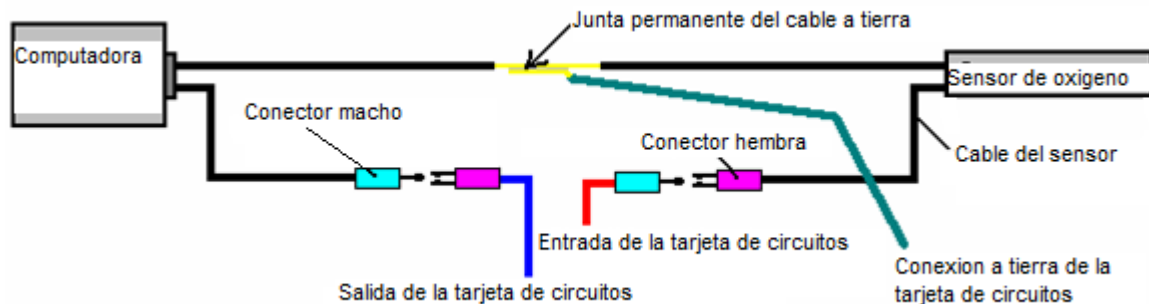 Junta permanente del cable a tierra
Computadora
Sensor de oxigeno
Conector macho
Conector hembra
Cable del sensor
Entrada de la tarjeta de circuitos
Salida de la tarjeta de circuitos
Conexion a tierra de la
tarjeta de circuitos